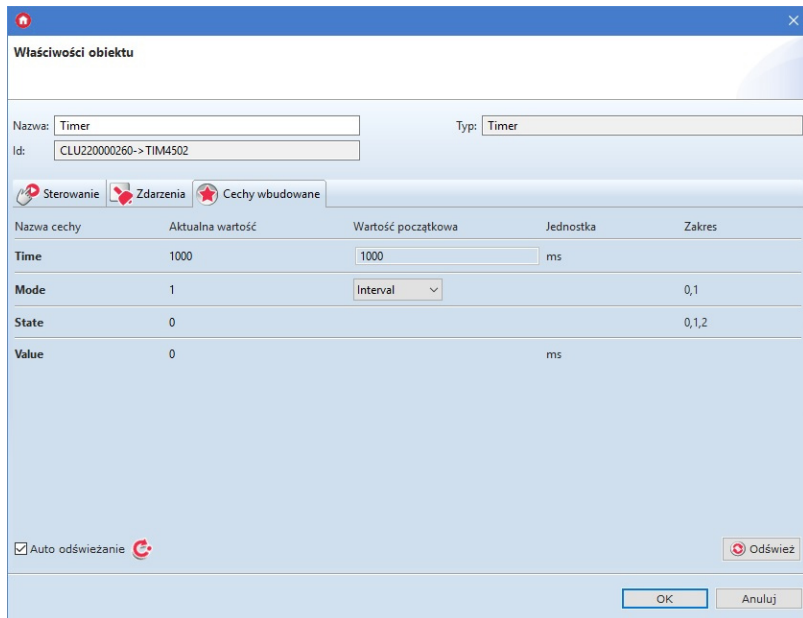 Właściwości obiektu
Nazwa: Timer Typ: Timer
Id: CLU220000260->TIM4502
Sterowanie Zdarzenia Cechy wbudowane
Nazwa cechy Aktualna wartość Wartość początkowa Jednostka Zakres
Time 1000 1000 ms
Mode 1 Interval 0,1
State 0 0,1,2
Value 0 ms
Auto odświeżanie Odśwież
OK Anuluj